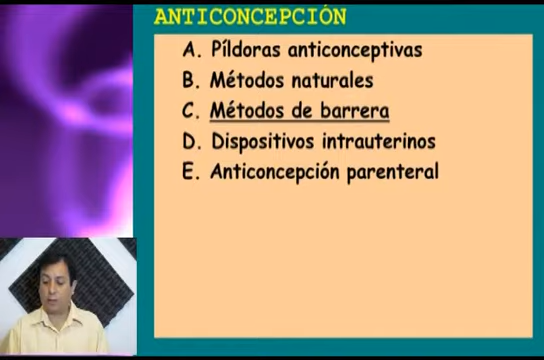 ANTICONCEPCIÓN
A. Píldoras anticonceptivas
B. Métodos naturales
C. Métodos de barrera
D. Dispositivos intrauterinos
E. Anticoncepción parenteral